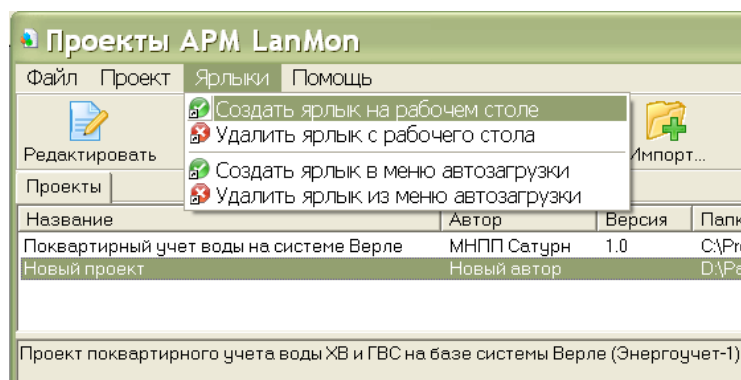 Проекты АРМ LanMon
Файл Проект Ярлыки Помощь
Создать ярлык на рабочем столе
Удалить ярлык с рабочего стола
Создать ярлык в меню автозагрузки
Удалить ярлык из меню автозагрузки
Редактировать Импорт...
Проекты
Название Автор Версия Папк
Поквартирный учет воды на системе Верле МНПП Сатурн 1.0 C:\Pr
Новый проект Новый автор D:\Pa
Проект поквартирного учета воды ХВ и ГВС на базе системы Верле (Энергоучет-1)